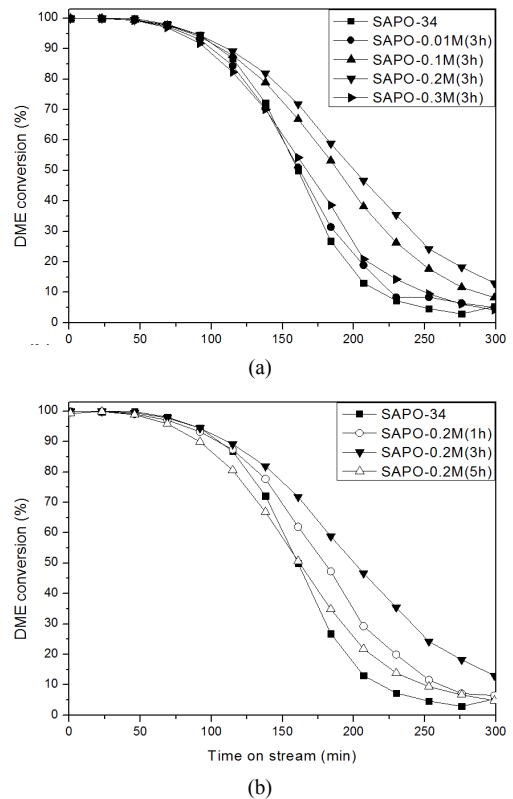 100
90
80
70
60
50
40
30
20
10
0
DME conversion (%)
SAPO-34
SAPO-0.01M(3h)
SAPO-0.1M(3h)
SAPO-0.2M(3h)
SAPO-0.3M(3h)
0 50 100 150 200 250 300
(a)
100
90
80
70
60
50
40
30
20
10
0
DME conversion (%)
SAPO-34
SAPO-0.2M(1h)
SAPO-0.2M(3h)
SAPO-0.2M(5h)
0 50 100 150 200 250 300
Time on stream (min)
(b)